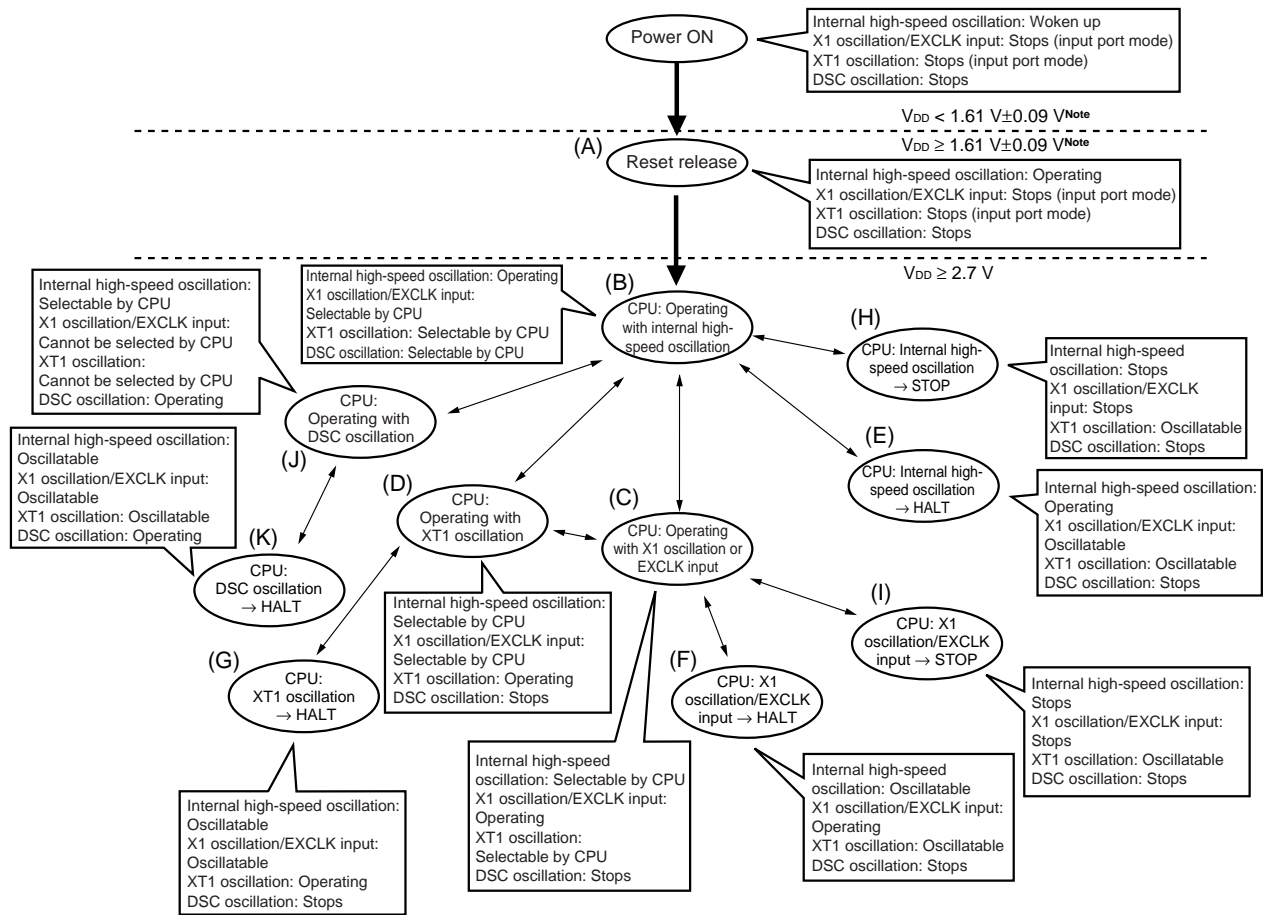 Power ON
Internal high-speed oscillation: Woken up
X1 oscillation/EXCLK input: Stops (input port mode)
XT1 oscillation: Stops (input port mode)
DSC oscillation: Stops
VDD < 1.61 V±0.09 VNote
VDD ≥ 1.61 V±0.09 VNote
(A)
Reset release
Internal high-speed oscillation: Operating
X1 oscillation/EXCLK input: Stops (input port mode)
XT1 oscillation: Stops (input port mode)
DSC oscillation: Stops
VDD ≥ 2.7 V
Internal high-speed oscillation:
Selectable by CPU
X1 oscillation/EXCLK input:
Cannot be selected by CPU
XT1 oscillation:
Cannot be selected by CPU
DSC oscillation: Operating
Internal high-speed oscillation: Operating
X1 oscillation/EXCLK input:
Selectable by CPU
XT1 oscillation: Selectable by CPU
DSC oscillation: Selectable by CPU
(B)
CPU: Operating
with internal high-
speed oscillation
(H)
CPU: Internal high-
speed oscillation
→ STOP
Internal high-speed
oscillation: Stops
X1 oscillation/EXCLK
input: Stops
XT1 oscillation: Oscillatable
DSC oscillation: Stops
CPU:
Operating with
DSC oscillation
(J)
Internal high-speed oscillation:
Oscillatable
X1 oscillation/EXCLK input:
Oscillatable
XT1 oscillation: Oscillatable
DSC oscillation: Operating
(E)
CPU: Internal high-
speed oscillation
→ HALT
Internal high-speed oscillation:
Operating
X1 oscillation/EXCLK input:
Oscillatable
XT1 oscillation: Oscillatable
DSC oscillation: Stops
(D)
CPU:
Operating with
XT1 oscillation
(C)
CPU: Operating
with X1 oscillation or
EXCLK input
(K)
CPU:
DSC oscillation
→ HALT
Internal high-speed oscillation:
Selectable by CPU
X1 oscillation/EXCLK input:
Selectable by CPU
XT1 oscillation: Operating
DSC oscillation: Stops
(I)
CPU: X1
oscillation/EXCLK
input → STOP
(G)
CPU:
XT1 oscillation
→ HALT
(F)
CPU: X1
oscillation/EXCLK
input → HALT
Internal high-speed oscillation:
Stops
X1 oscillation/EXCLK input:
Stops
XT1 oscillation: Oscillatable
DSC oscillation: Stops
Internal high-speed
oscillation: Selectable by CPU
X1 oscillation/EXCLK input:
Operating
XT1 oscillation:
Selectable by CPU
DSC oscillation: Stops
Internal high-speed
oscillation: Oscillatable
X1 oscillation/EXCLK input:
Operating
XT1 oscillation: Oscillatable
DSC oscillation: Stops
Internal high-speed oscillation:
Oscillatable
X1 oscillation/EXCLK input:
Oscillatable
XT1 oscillation: Operating
DSC oscillation: Stops